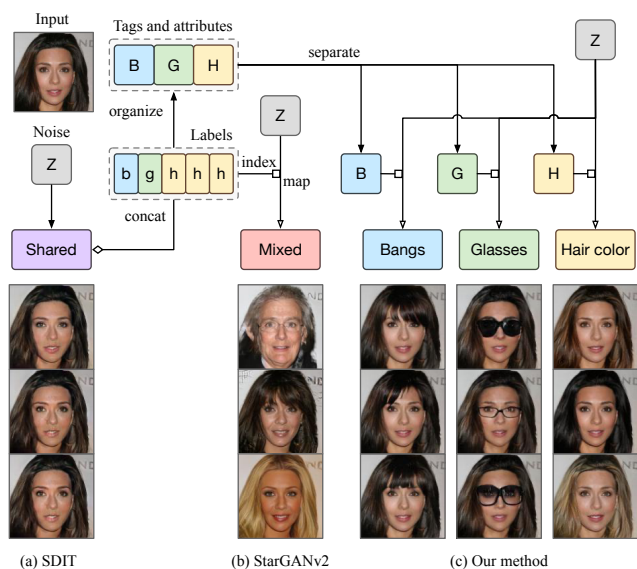 Input
Tags and attributes
B G H
separate
Z
organize
Noise
Labels
Z
Z
b g h h h
index
map
concat
B
G
H
Shared
Mixed
Bangs
Glasses
Hair color
(a) SDIT
(b) StarGANv2
(c) Our method